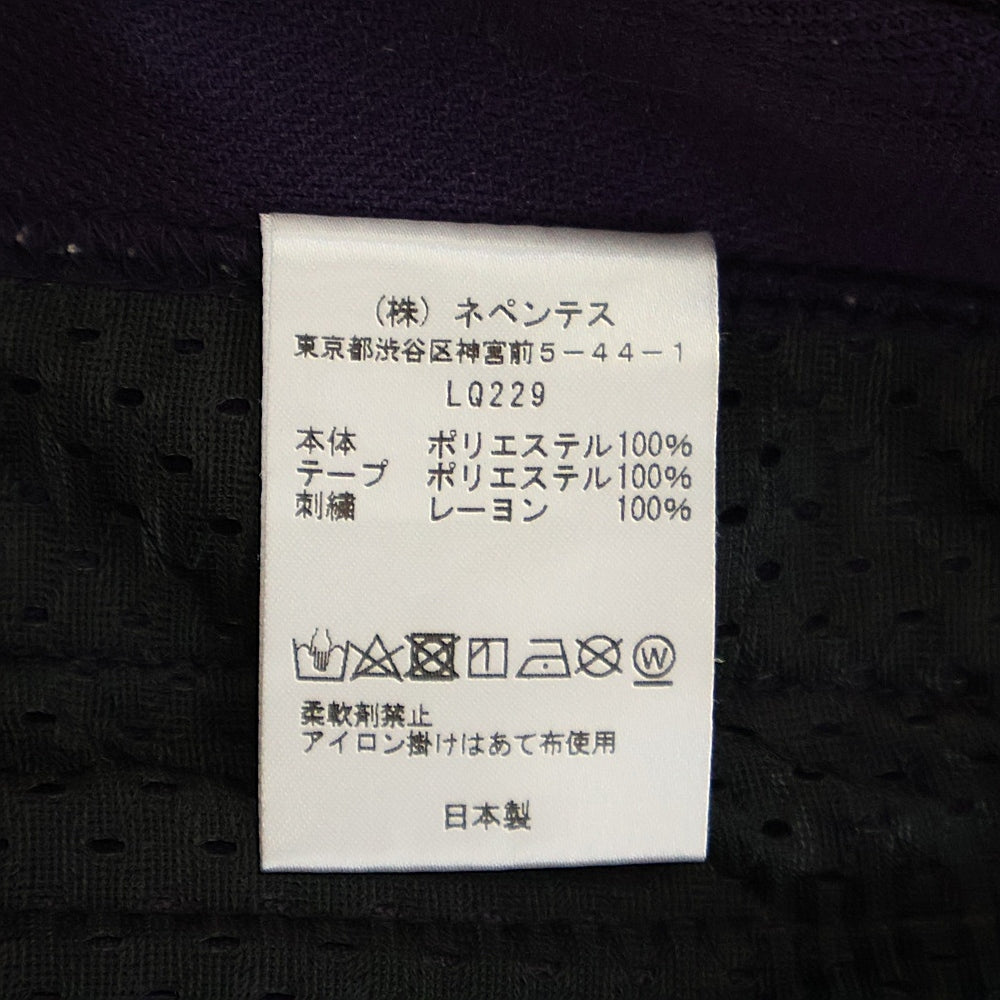 （株）ネペンテス
東京都渋谷区神宮前５－４４－１
LQ229
本体 ポリエステル100%
テープ ポリエステル100%
刺繍 レーヨン 100%
W
柔軟剤禁止
アイロン掛けはあて布使用
日本製